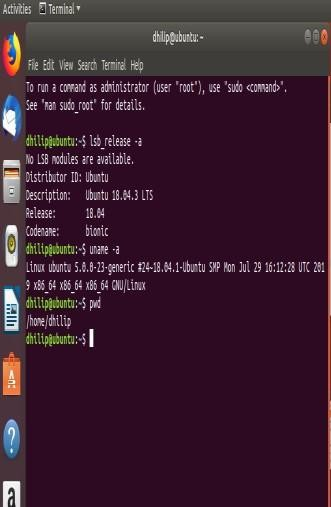 Activities Terminal ▾
dhilip@ubuntu: ~
File Edit View Search Terminal Help
To run a command as administrator (user "root"), use "sudo <command>".
See "man sudo_root" for details.
dhilip@ubuntu:~$ lsb_release -a
No LSB modules are available.
Distributor ID: Ubuntu
Description: Ubuntu 18.04.3 LTS
Release: 18.04
Codename: bionic
dhilip@ubuntu:~$ uname -a
Linux ubuntu 5.0.0-23-generic #24~18.04.1-Ubuntu SMP Mon Jul 29 16:12:28 UTC 201
9 x86_64 x86_64 x86_64 GNU/Linux
dhilip@ubuntu:~$ pwd
/home/dhilip
dhilip@ubuntu:~$
A
?
a